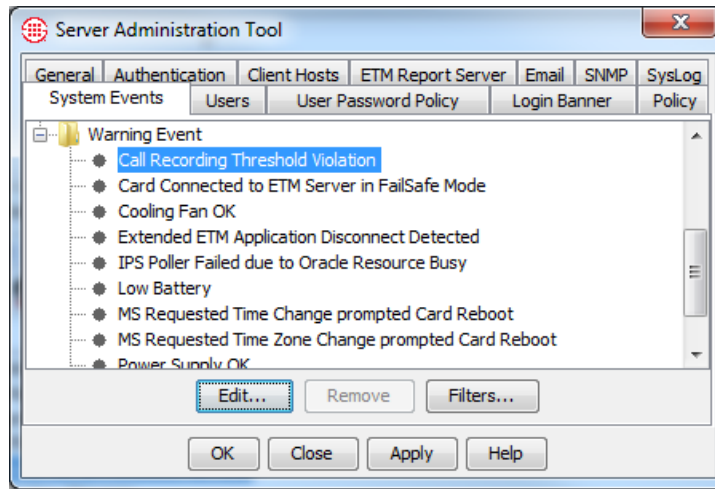 Server Administration Tool
General Authentication Client Hosts ETM Report Server Email SNMP SysLog
System Events Users User Password Policy Login Banner Policy
Warning Event
Call Recording Threshold Violation
Card Connected to ETM Server in FailSafe Mode
Cooling Fan OK
Extended ETM Application Disconnect Detected
IPS Poller Failed due to Oracle Resource Busy
Low Battery
MS Requested Time Change prompted Card Reboot
MS Requested Time Zone Change prompted Card Reboot
Power Supply OK
Edit... Remove Filters...
OK Close Apply Help